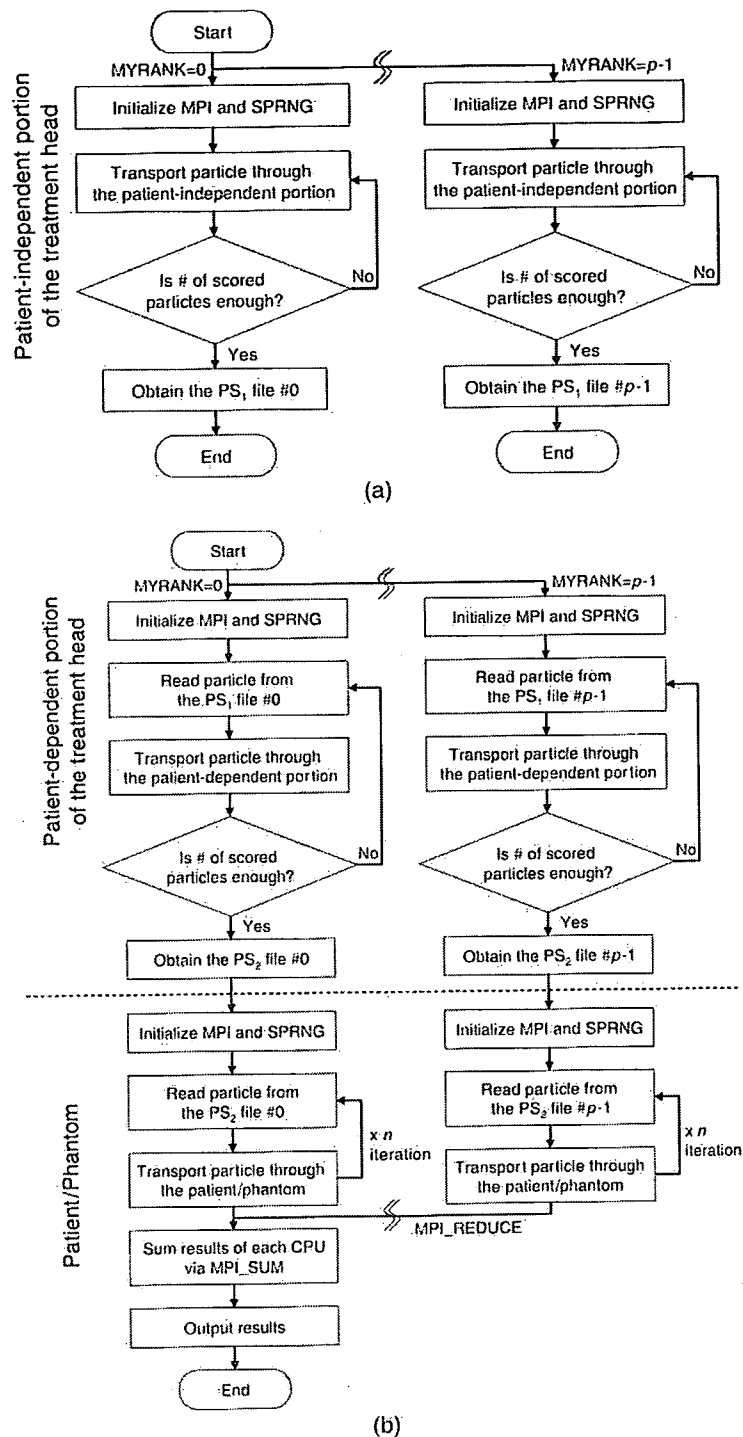 Start
MYRANK=0
MYRANK=p-1
Patient-independent portion
of the treatment head
Initialize MPI and SPRNG
Initialize MPI and SPRNG
Transport particle through
the patient-independent portion
Transport particle through
the patient-independent portion
Is # of scored
particles enough?
No
Is # of scored
particles enough?
No
Yes
Yes
Obtain the PS₁ file #0
Obtain the PS₁ file #p-1
End
End
(a)
Start
MYRANK=0
MYRANK=p-1
Patient-dependent portion
of the treatment head
Initialize MPI and SPRNG
Initialize MPI and SPRNG
Read particle from
the PS₁ file #0
Read particle from
the PS₁ file #p-1
Transport particle through
the patient-dependent portion
Transport particle through
the patient-dependent portion
Is # of scored
particles enough?
No
Is # of scored
particles enough?
No
Yes
Yes
Obtain the PS₂ file #0
Obtain the PS₂ file #p-1
Patient/Phantom
Initialize MPI and SPRNG
Initialize MPI and SPRNG
Read particle from
the PS₂ file #0
x n
iteration
Read particle from
the PS₂ file #p-1
x n
iteration
Transport particle through
the patient/phantom
Transport particle through
the patient/phantom
MPI_REDUCE
Sum results of each CPU
via MPI_SUM
Output results
End
(b)